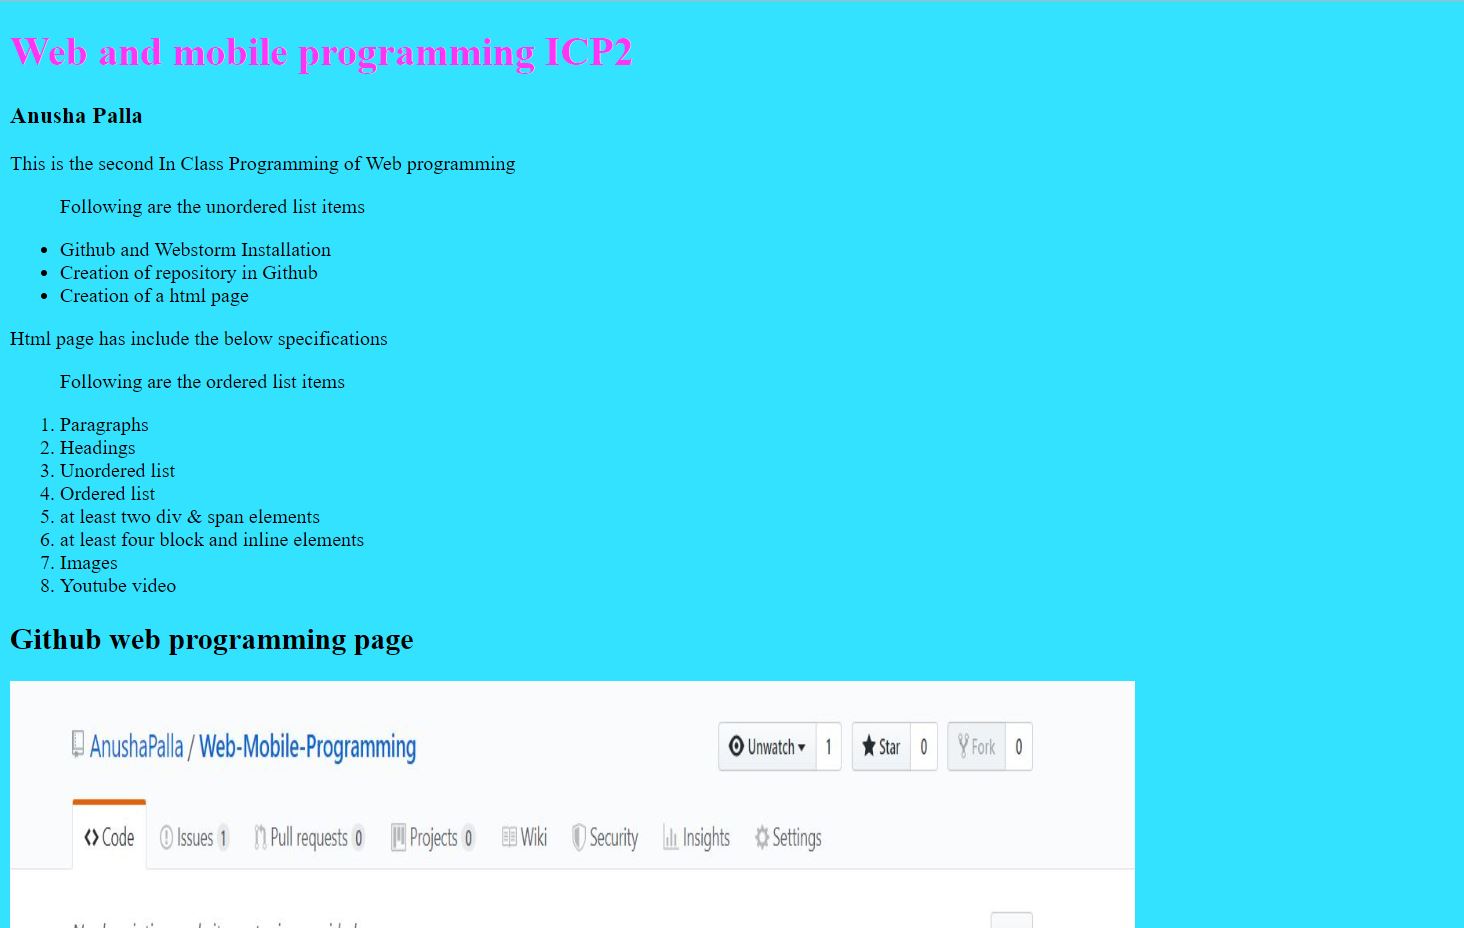 Web and mobile programming ICP2
Anusha Palla
This is the second In Class Programming of Web programming
Following are the unordered list items
• Github and Webstorm Installation
• Creation of repository in Github
• Creation of a html page
Html page has include the below specifications
Following are the ordered list items
1. Paragraphs
2. Headings
3. Unordered list
4. Ordered list
5. at least two div & span elements
6. at least four block and inline elements
7. Images
8. Youtube video
Github web programming page
AnushaPalla / Web-Mobile-Programming Unwatch 1 Star 0 Fork 0
Code Issues 1 Pull requests 0 Projects 0 Wiki Security Insights Settings